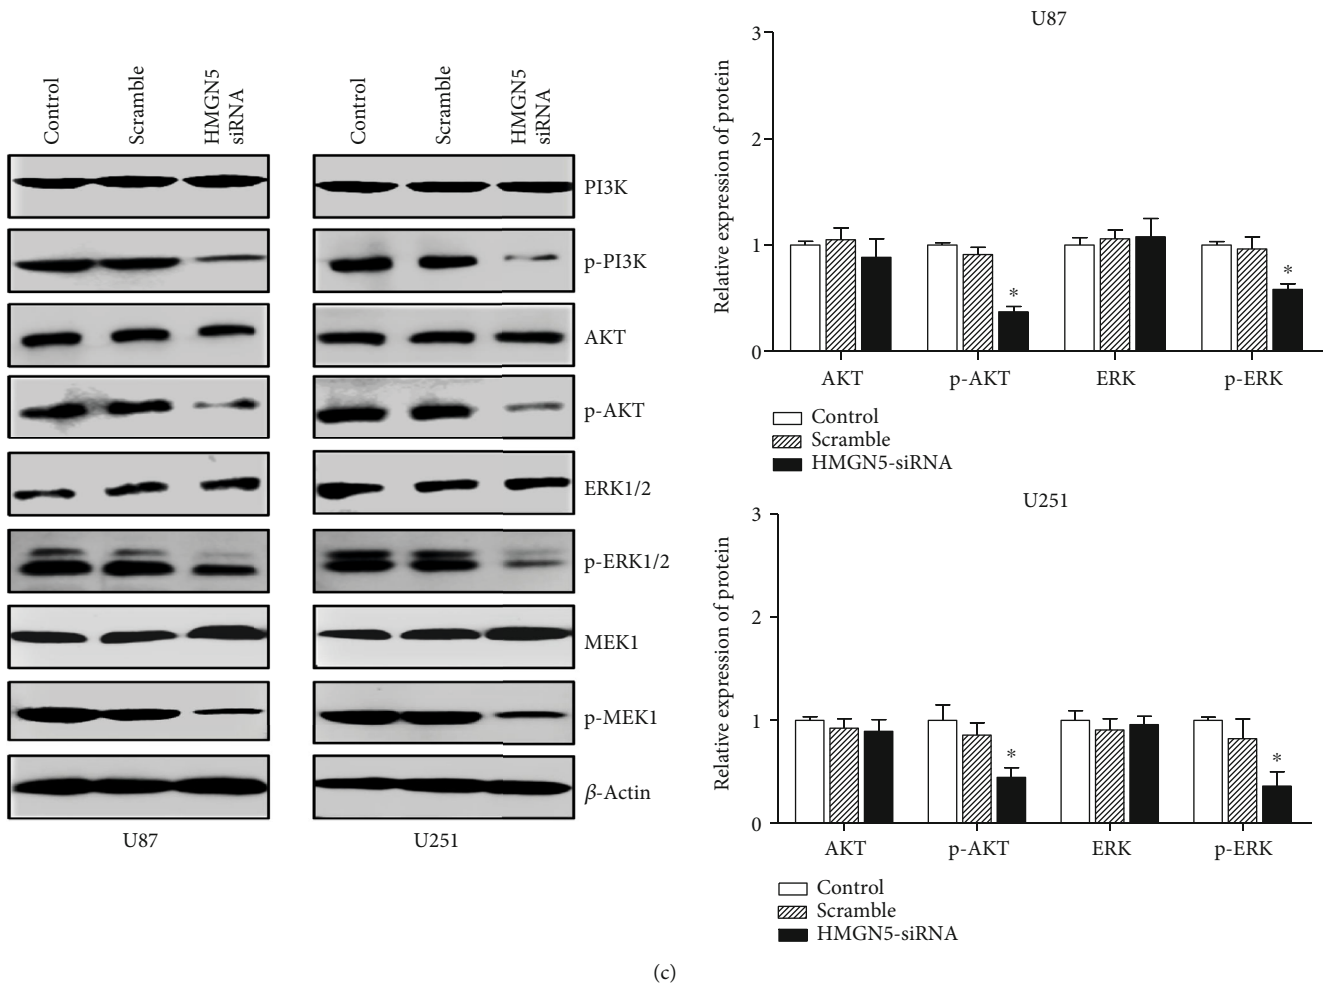 Control
Scramble
HMGN5
siRNA
Control
Scramble
HMGN5
siRNA
PI3K
p-PI3K
AKT
p-AKT
ERK1/2
p-ERK1/2
MEK1
p-MEK1
β-Actin
U87
U251
U87
Relative expression of protein
3
2
1
0
*
*
AKT
p-AKT
ERK
p-ERK
Control
Scramble
HMGN5-siRNA
U251
Relative expression of protein
3
2
1
0
*
*
AKT
p-AKT
ERK
p-ERK
Control
Scramble
HMGN5-siRNA
(c)